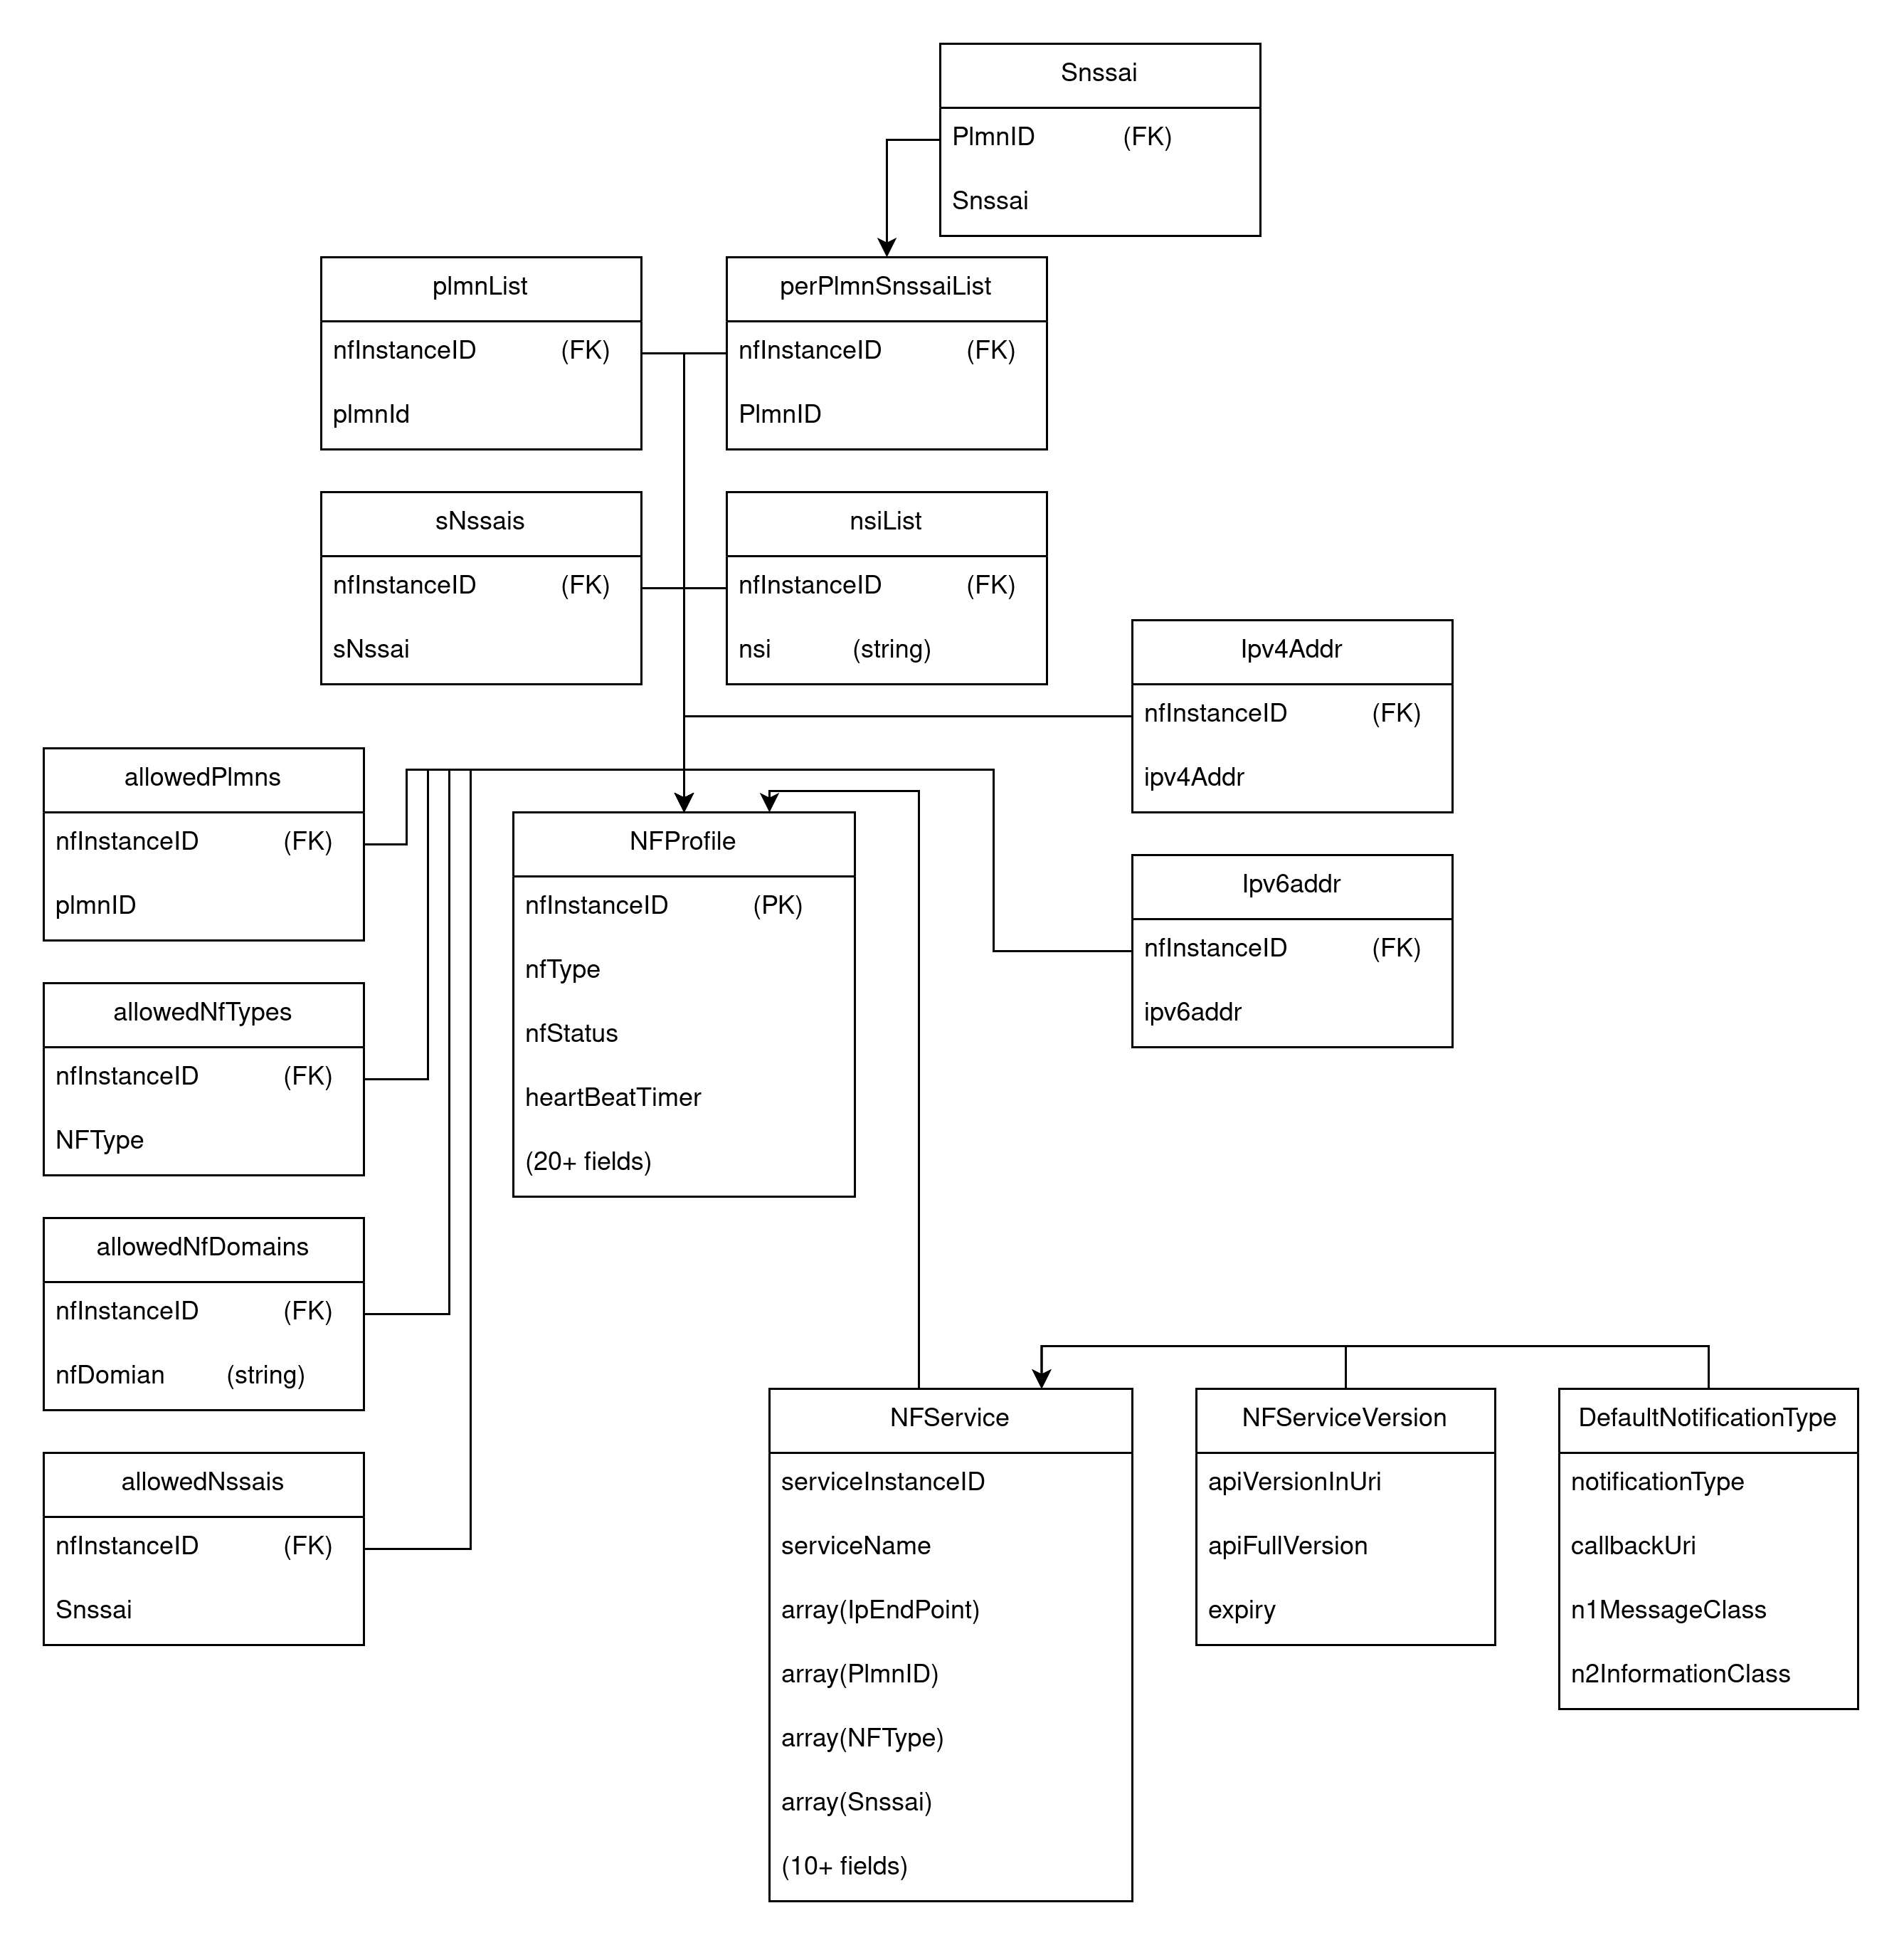 Snssai
PlmnID (FK)
Snssai
plmnList
nfInstanceID (FK)
plmnId
perPlmnSnssaiList
nfInstanceID (FK)
PlmnID
sNssais
nfInstanceID (FK)
sNssai
nsiList
nfInstanceID (FK)
nsi (string)
Ipv4Addr
nfInstanceID (FK)
ipv4Addr
allowedPlmns
nfInstanceID (FK)
plmnID
NFProfile
nfInstanceID (PK)
nfType
nfStatus
heartBeatTimer
(20+ fields)
Ipv6addr
nfInstanceID (FK)
ipv6addr
allowedNfTypes
nfInstanceID (FK)
NFType
allowedNfDomains
nfInstanceID (FK)
nfDomian (string)
allowedNssais
nfInstanceID (FK)
Snssai
NFService
serviceInstanceID
serviceName
array(IpEndPoint)
array(PlmnID)
array(NFType)
array(Snssai)
(10+ fields)
NFServiceVersion
apiVersionInUri
apiFullVersion
expiry
DefaultNotificationType
notificationType
callbackUri
n1MessageClass
n2InformationClass